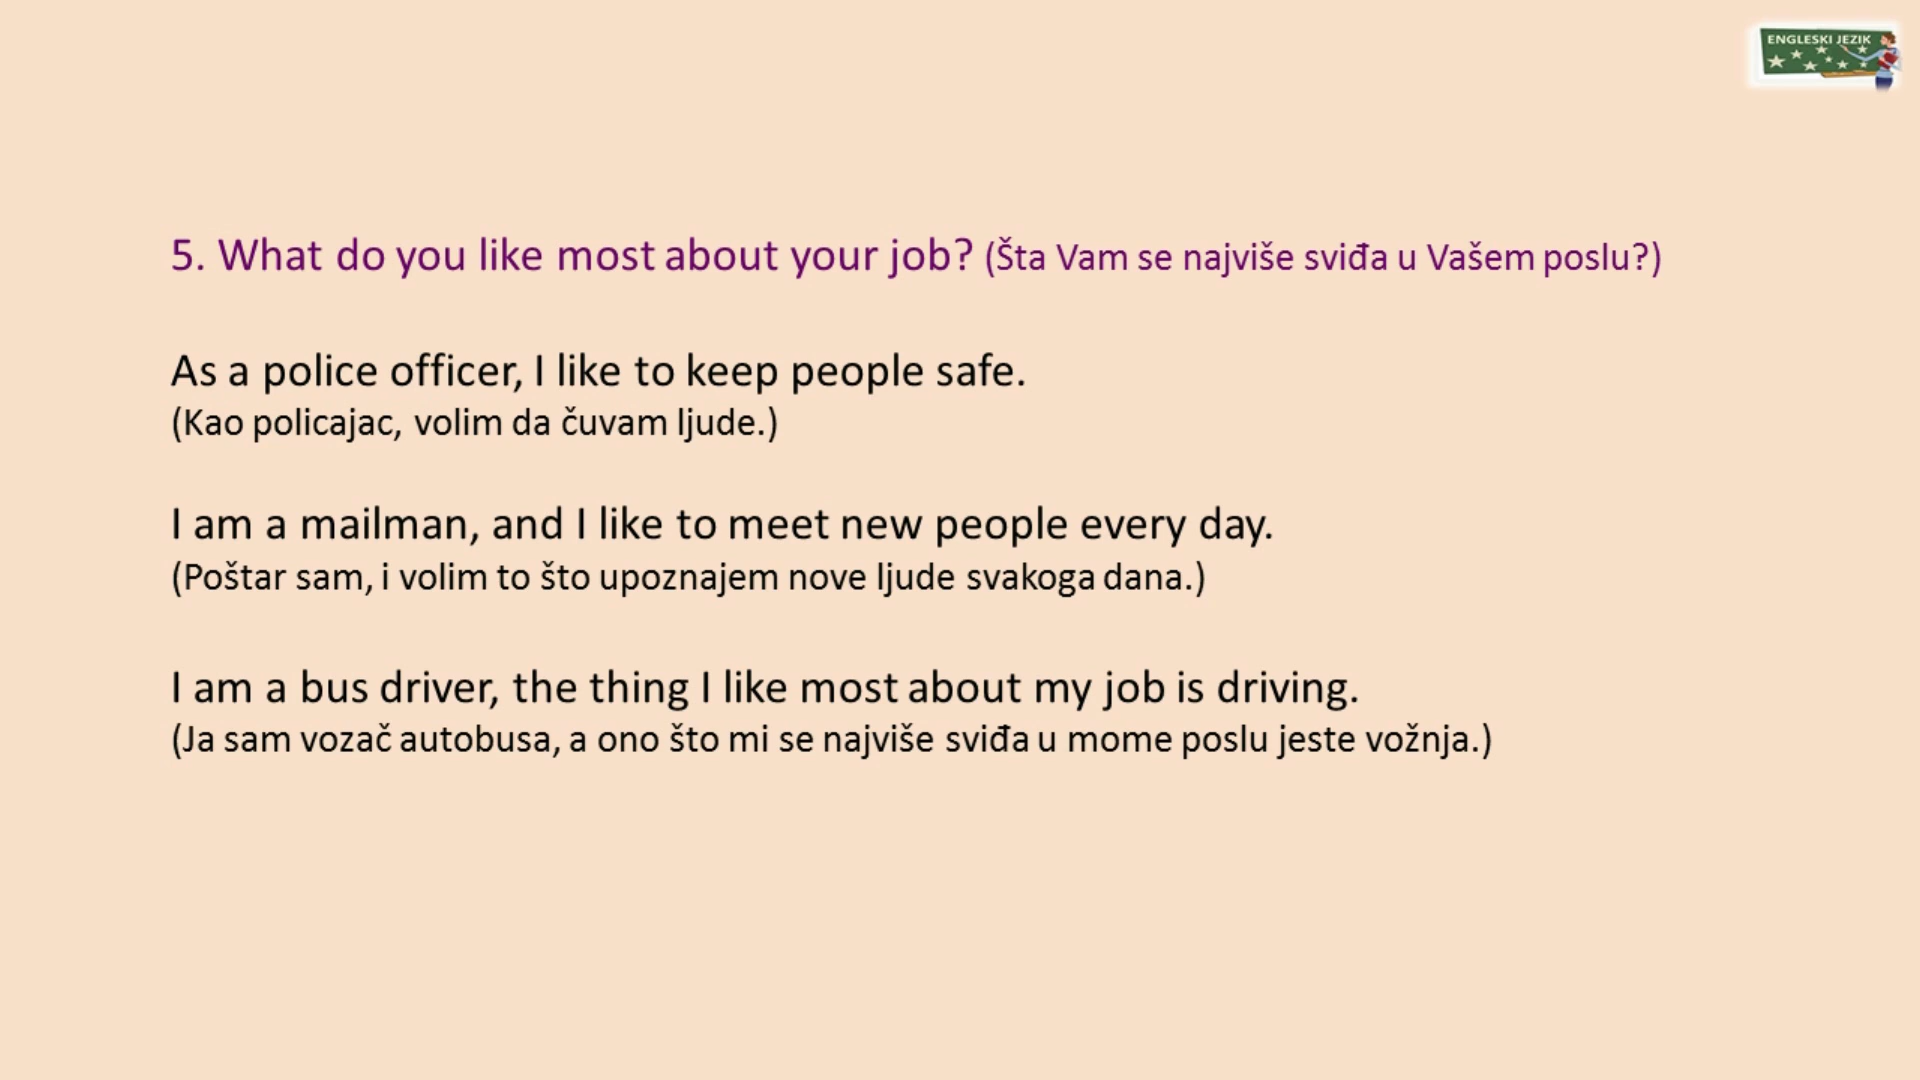 ENGLESKI JEZIK
5. What do you like most about your job? (Šta Vam se najviše sviđa u Vašem poslu?)
As a police officer, I like to keep people safe.
(Kao policajac, volim da čuvam ljude.)
I am a mailman, and I like to meet new people every day.
(Poštar sam, i volim to što upoznajem nove ljude svakoga dana.)
I am a bus driver, the thing I like most about my job is driving.
(Ja sam vozač autobusa, a ono što mi se najviše sviđa u mome poslu jeste vožnja.)